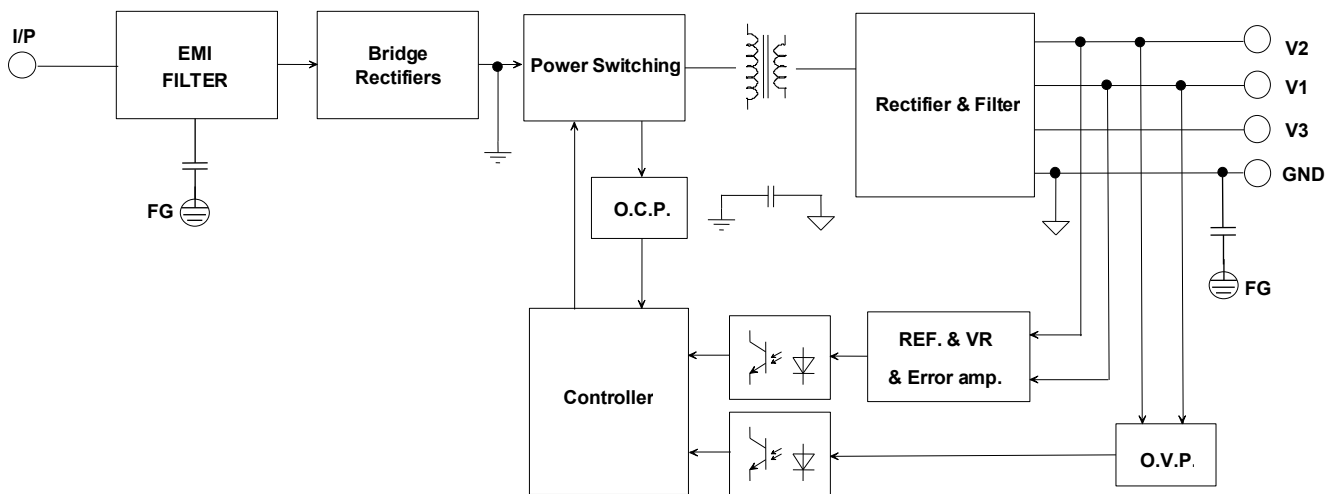 I/P
EMI
FILTER
Bridge
Rectifiers
Power Switching
Rectifier & Filter
V2
V1
V3
GND
FG
O.C.P.
FG
Controller
REF. & VR
& Error amp.
O.V.P.